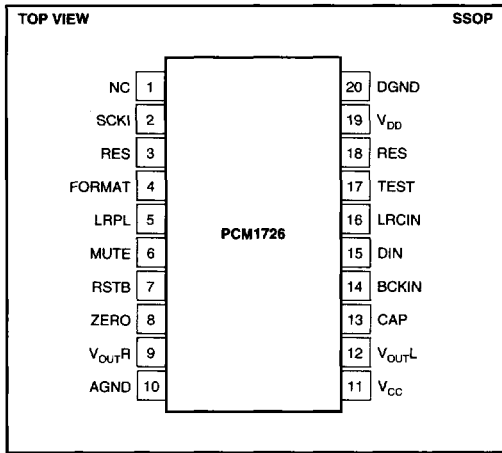 TOP VIEW SSOP
NC 1 20 DGND
SCKI 2 19 VDD
RES 3 18 RES
FORMAT 4 17 TEST
LRPL 5 16 LRCIN
PCM1726
MUTE 6 15 DIN
RSTB 7 14 BCKIN
ZERO 8 13 CAP
VOUTR 9 12 VOUTL
AGND 10 11 VCC